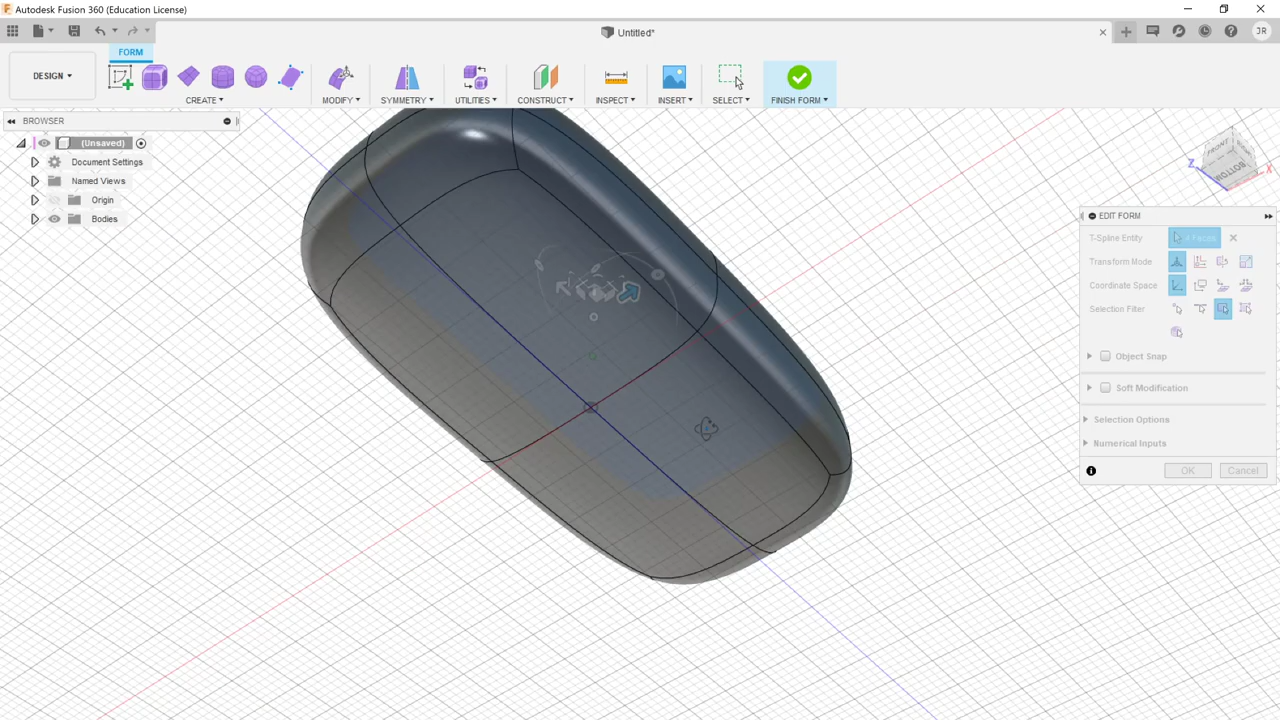 Autodesk Fusion 360 (Education License)
Untitled*
JR
FORM
DESIGN
CREATE
MODIFY
SYMMETRY
UTILITIES
CONSTRUCT
INSPECT
INSERT
SELECT
FINISH FORM
BROWSER
(Unsaved)
Document Settings
Named Views
Origin
Bodies
FRONT
BOTTOM
Z
X
EDIT FORM
T-Spline Entity
4 Faces
Transform Mode
Coordinate Space
Selection Filter
Object Snap
Soft Modification
Selection Options
Numerical Inputs
OK
Cancel